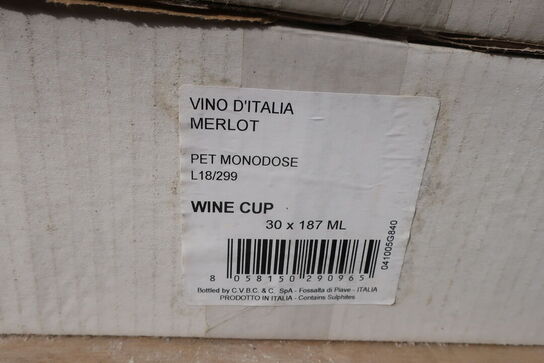 VINO D'ITALIA
MERLOT
PET MONODOSE
L18/299
WINE CUP
30 x 187 ML
041005G840
8 058150 290965
Bottled by C.V.B.C. & C. SpA - Fossalta di Piave - ITALIA
PRODOTTO IN ITALIA - Contains Sulphites